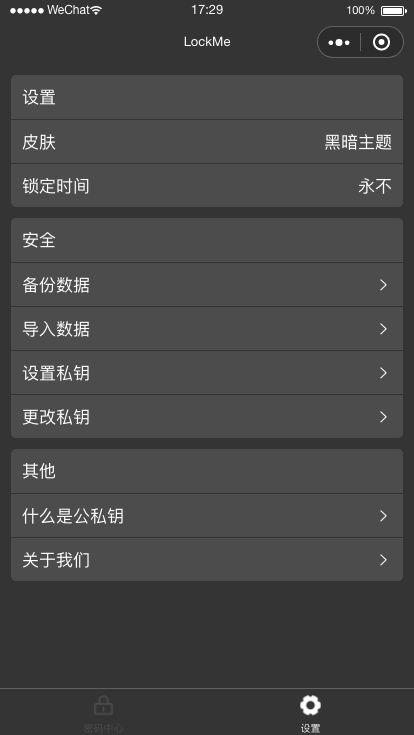 WeChat 17:29 100%
LockMe
设置
皮肤 黑暗主题
锁定时间 永不
安全
备份数据
导入数据
设置私钥
更改私钥
其他
什么是公私钥
关于我们
密码中心 设置